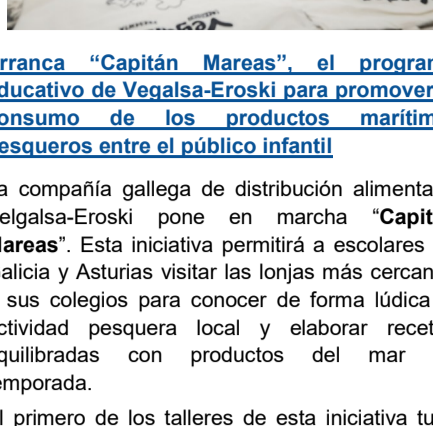 rranca “Capitán Mareas”, el progran
ducativo de Vegalsa-Eroski para promover
onsumo de los productos marítim
esqueros entre el público infantil
a compañía gallega de distribución alimenta
elgalsa-Eroski pone en marcha “Capit
lareas”. Esta iniciativa permitirá a escolares
alicia y Asturias visitar las lonjas más cercan
sus colegios para conocer de forma lúdica
ctividad pesquera local y elaborar recet
quilibradas con productos del mar
emporada.
l primero de los talleres de esta iniciativa tu